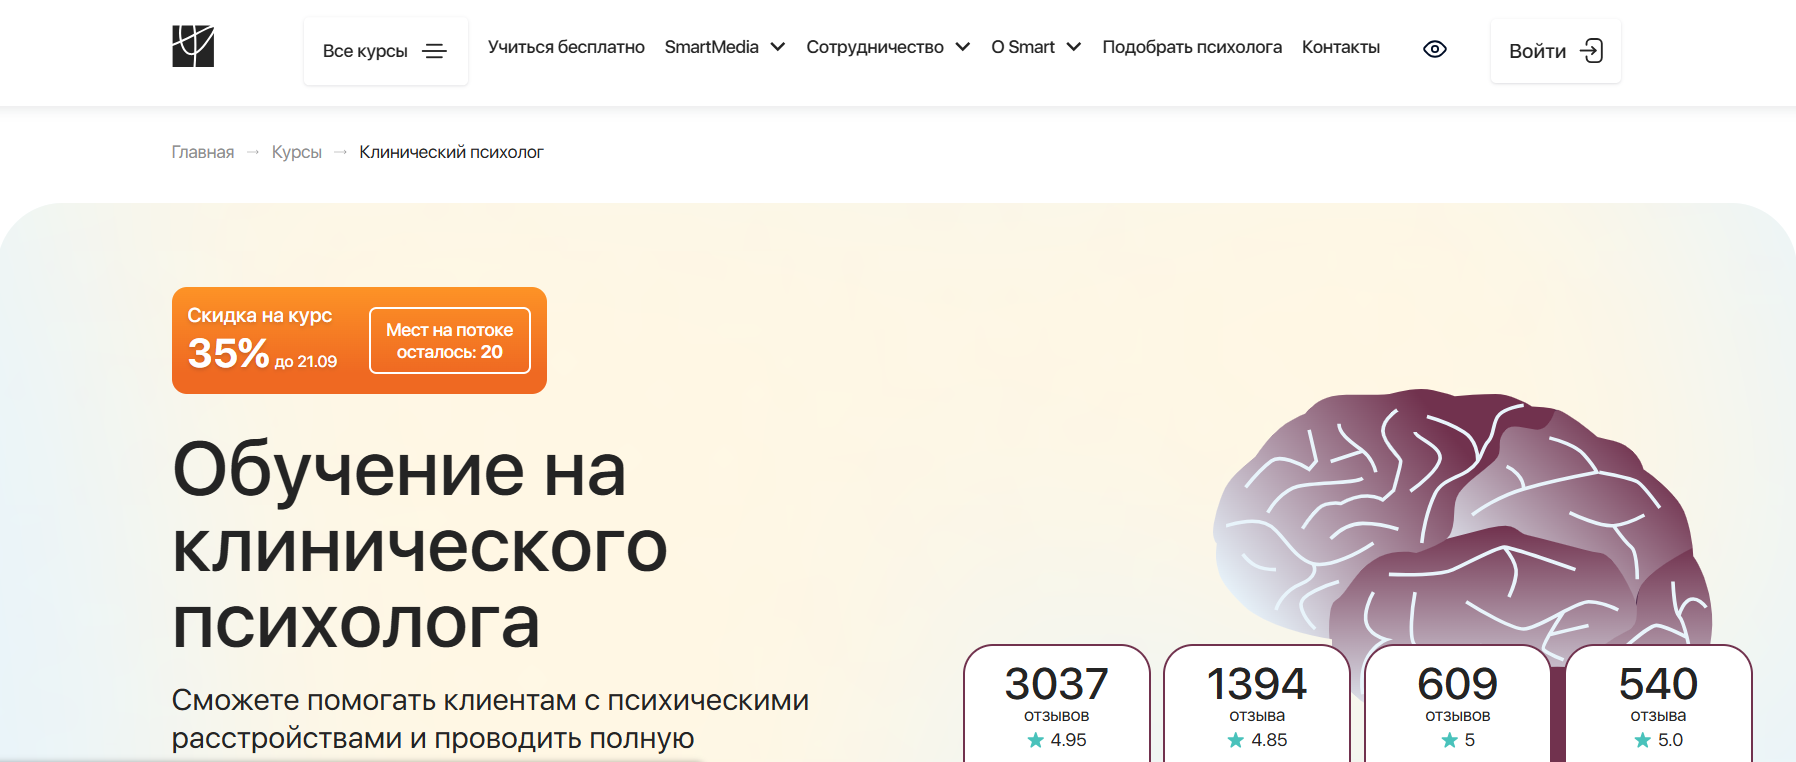 Все курсы
Учиться бесплатно
SmartMedia
Сотрудничество
О Smart
Подобрать психолога
Контакты
Войти
Главная → Курсы → Клинический психолог
Скидка на курс
35% до 21.09
Мест на потоке
осталось: 20
Обучение на
клинического
психолога
Сможете помогать клиентам с психическими
расстройствами и проводить полную
3037
отзывов
4.95
1394
отзыва
4.85
609
отзывов
5
540
отзыва
5.0